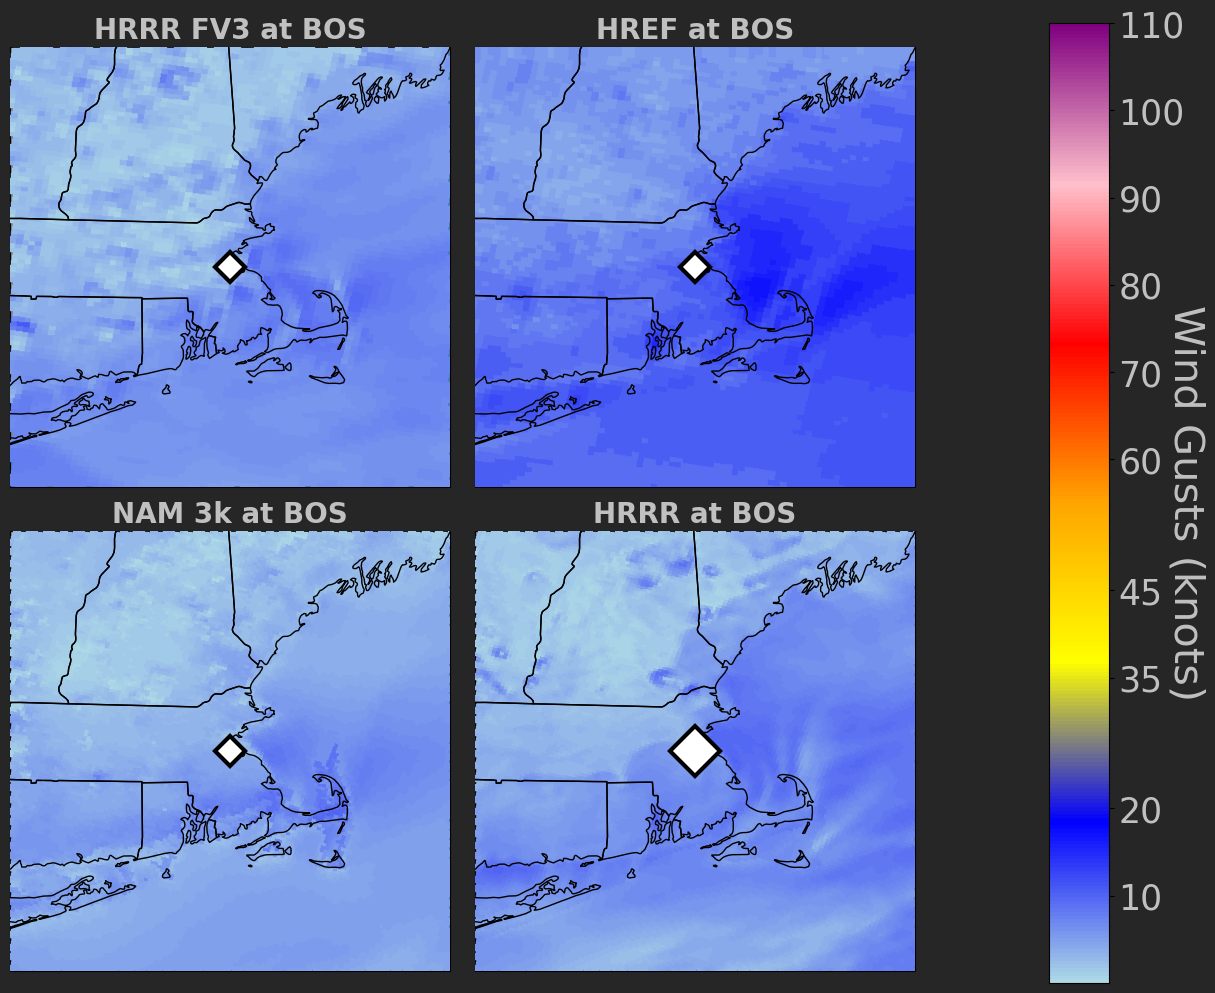 HRRR FV3 at BOS
HREF at BOS
NAM 3k at BOS
HRRR at BOS
110
100
90
80
70
60
45
35
20
10
Wind Gusts (knots)